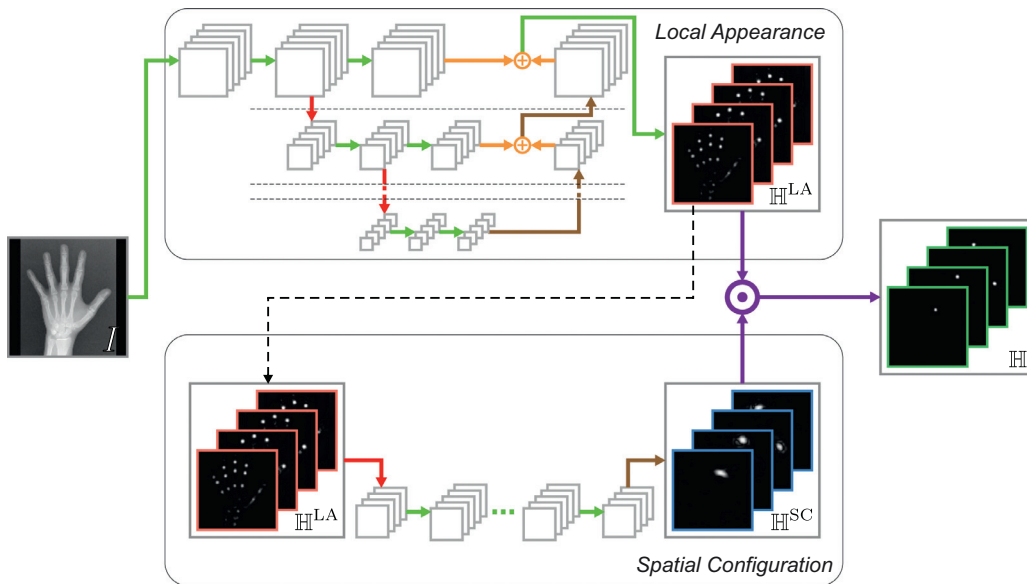 Local Appearance
ℍ^LA
I
ℍ
ℍ^LA
ℍ^SC
Spatial Configuration